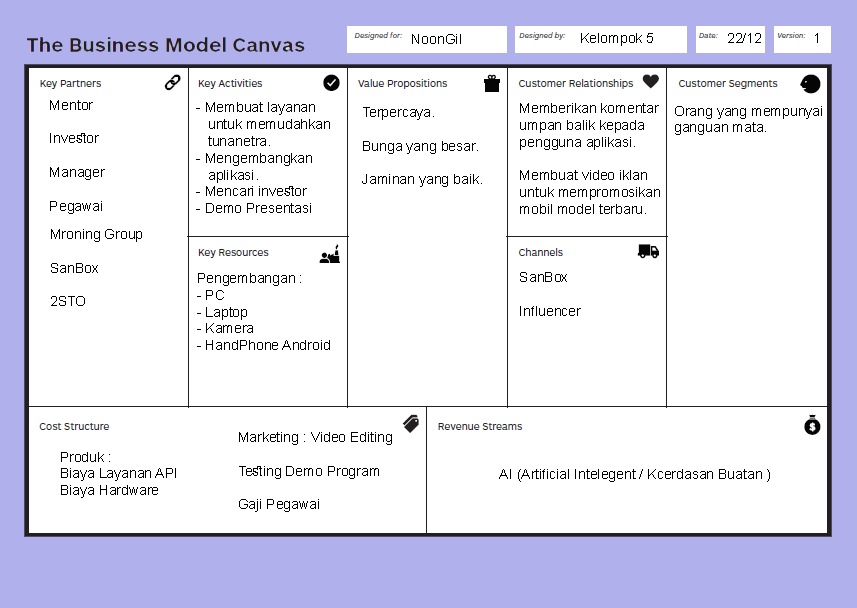 The Business Model Canvas
Designed for: NoonGil
Designed by: Kelompok 5
Date: 22/12
Version: 1
Key Partners
Mentor
Investor
Manager
Pegawai
Mroning Group
SanBox
2STO
Key Activities
- Membuat layanan
untuk memudahkan
tunanetra.
- Mengembangkan
aplikasi.
- Mencari investor
- Demo Presentasi
Key Resources
Pengembangan :
- PC
- Laptop
- Kamera
- HandPhone Android
Value Propositions
Terpercaya.
Bunga yang besar.
Jaminan yang baik.
Customer Relationships
Memberikan komentar
umpan balik kepada
pengguna aplikasi.
Membuat video iklan
untuk mempromosikan
mobil model terbaru.
Channels
SanBox
Influencer
Customer Segments
Orang yang mempunyai
ganguan mata.
Cost Structure
Produk :
Biaya Layanan API
Biaya Hardware
Marketing : Video Editing
Testing Demo Program
Gaji Pegawai
Revenue Streams
AI (Artificial Intelegent / Kcerdasan Buatan )